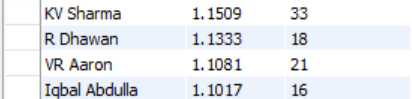 KV Sharma 1.1509 33
R Dhawan 1.1333 18
VR Aaron 1.1081 21
Iqbal Abdulla 1.1017 16